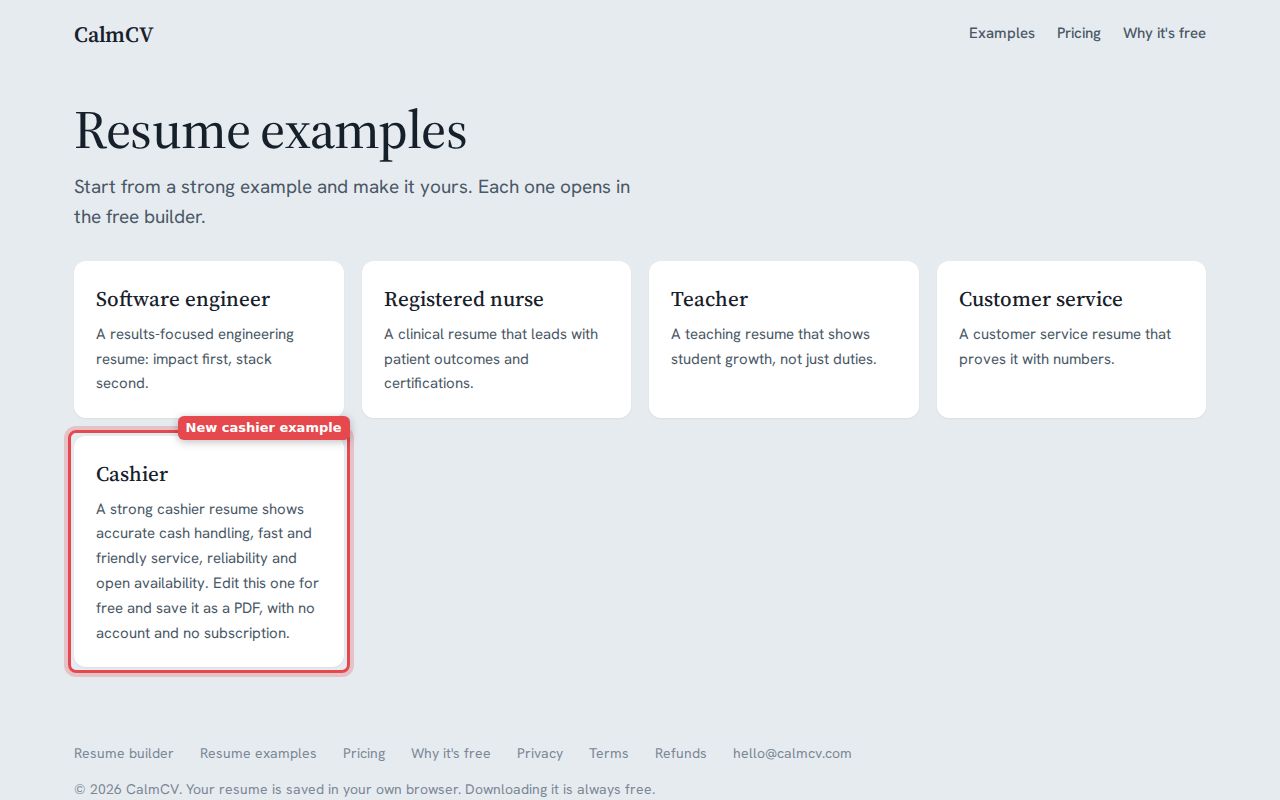 CalmCV
Examples
Pricing
Why it's free
Resume examples
Start from a strong example and make it yours. Each one opens in
the free builder.
Software engineer
A results-focused engineering
resume: impact first, stack
second.
Registered nurse
A clinical resume that leads with
patient outcomes and
certifications.
Teacher
A teaching resume that shows
student growth, not just duties.
Customer service
A customer service resume that
proves it with numbers.
New cashier example
Cashier
A strong cashier resume shows
accurate cash handling, fast and
friendly service, reliability and
open availability. Edit this one for
free and save it as a PDF, with no
account and no subscription.
Resume builder
Resume examples
Pricing
Why it's free
Privacy
Terms
Refunds
hello@calmcv.com
© 2026 CalmCV. Your resume is saved in your own browser. Downloading it is always free.